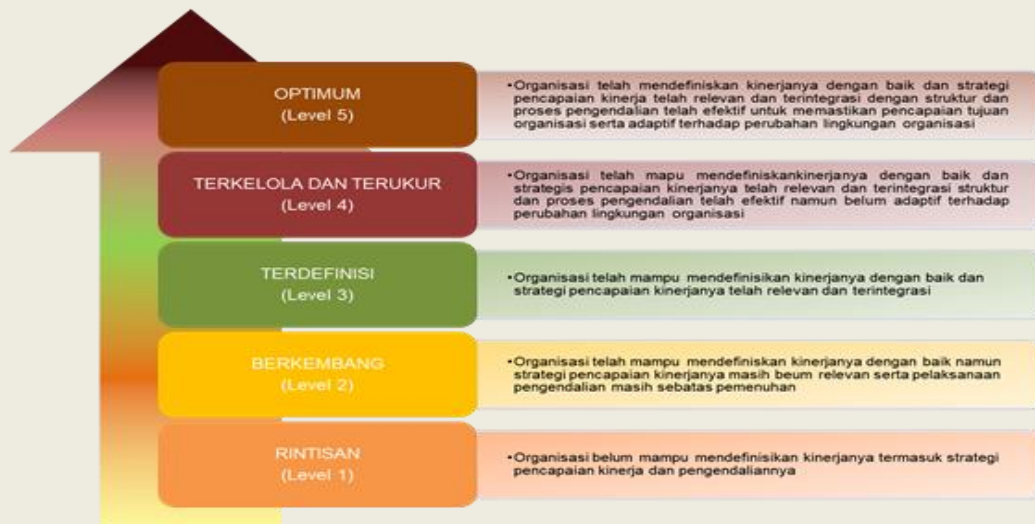 OPTIMUM
(Level 5)
•Organisasi telah mendefiniskan kinerjanya dengan baik dan strategi
pencapaian kinerja telah relevan dan terintegrasi dengan struktur dan
proses pengendalian telah efektif untuk memastikan pencapaian tujuan
organisasi serta adaptif terhadap perubahan lingkungan organisasi
TERKELOLA DAN TERUKUR
(Level 4)
•Organisasi telah mapu mendefiniskankinerjanya dengan baik dan
strategis pencapaian kinerjanya telah relevan dan terintegrasi struktur
dan proses pengendalian telah efektif namun belum adaptif terhadap
perubahan lingkungan organisasi
TERDEFINISI
(Level 3)
•Organisasi telah mampu mendefinisikan kinerjanya dengan baik dan
strategi pencapaian kinerjanya telah relevan dan terintegrasi
BERKEMBANG
(Level 2)
•Organisasi telah mampu mendefiniskan kinerjanya dengan baik namun
strategi pencapaian kinerjanya masih beum relevan serta pelaksanaan
pengendalian masih sebatas pemenuhan
RINTISAN
(Level 1)
•Organisasi belum mampu mendefinisikan kinerjanya termasuk strategi
pencapaian kinerja dan pengendaliannya